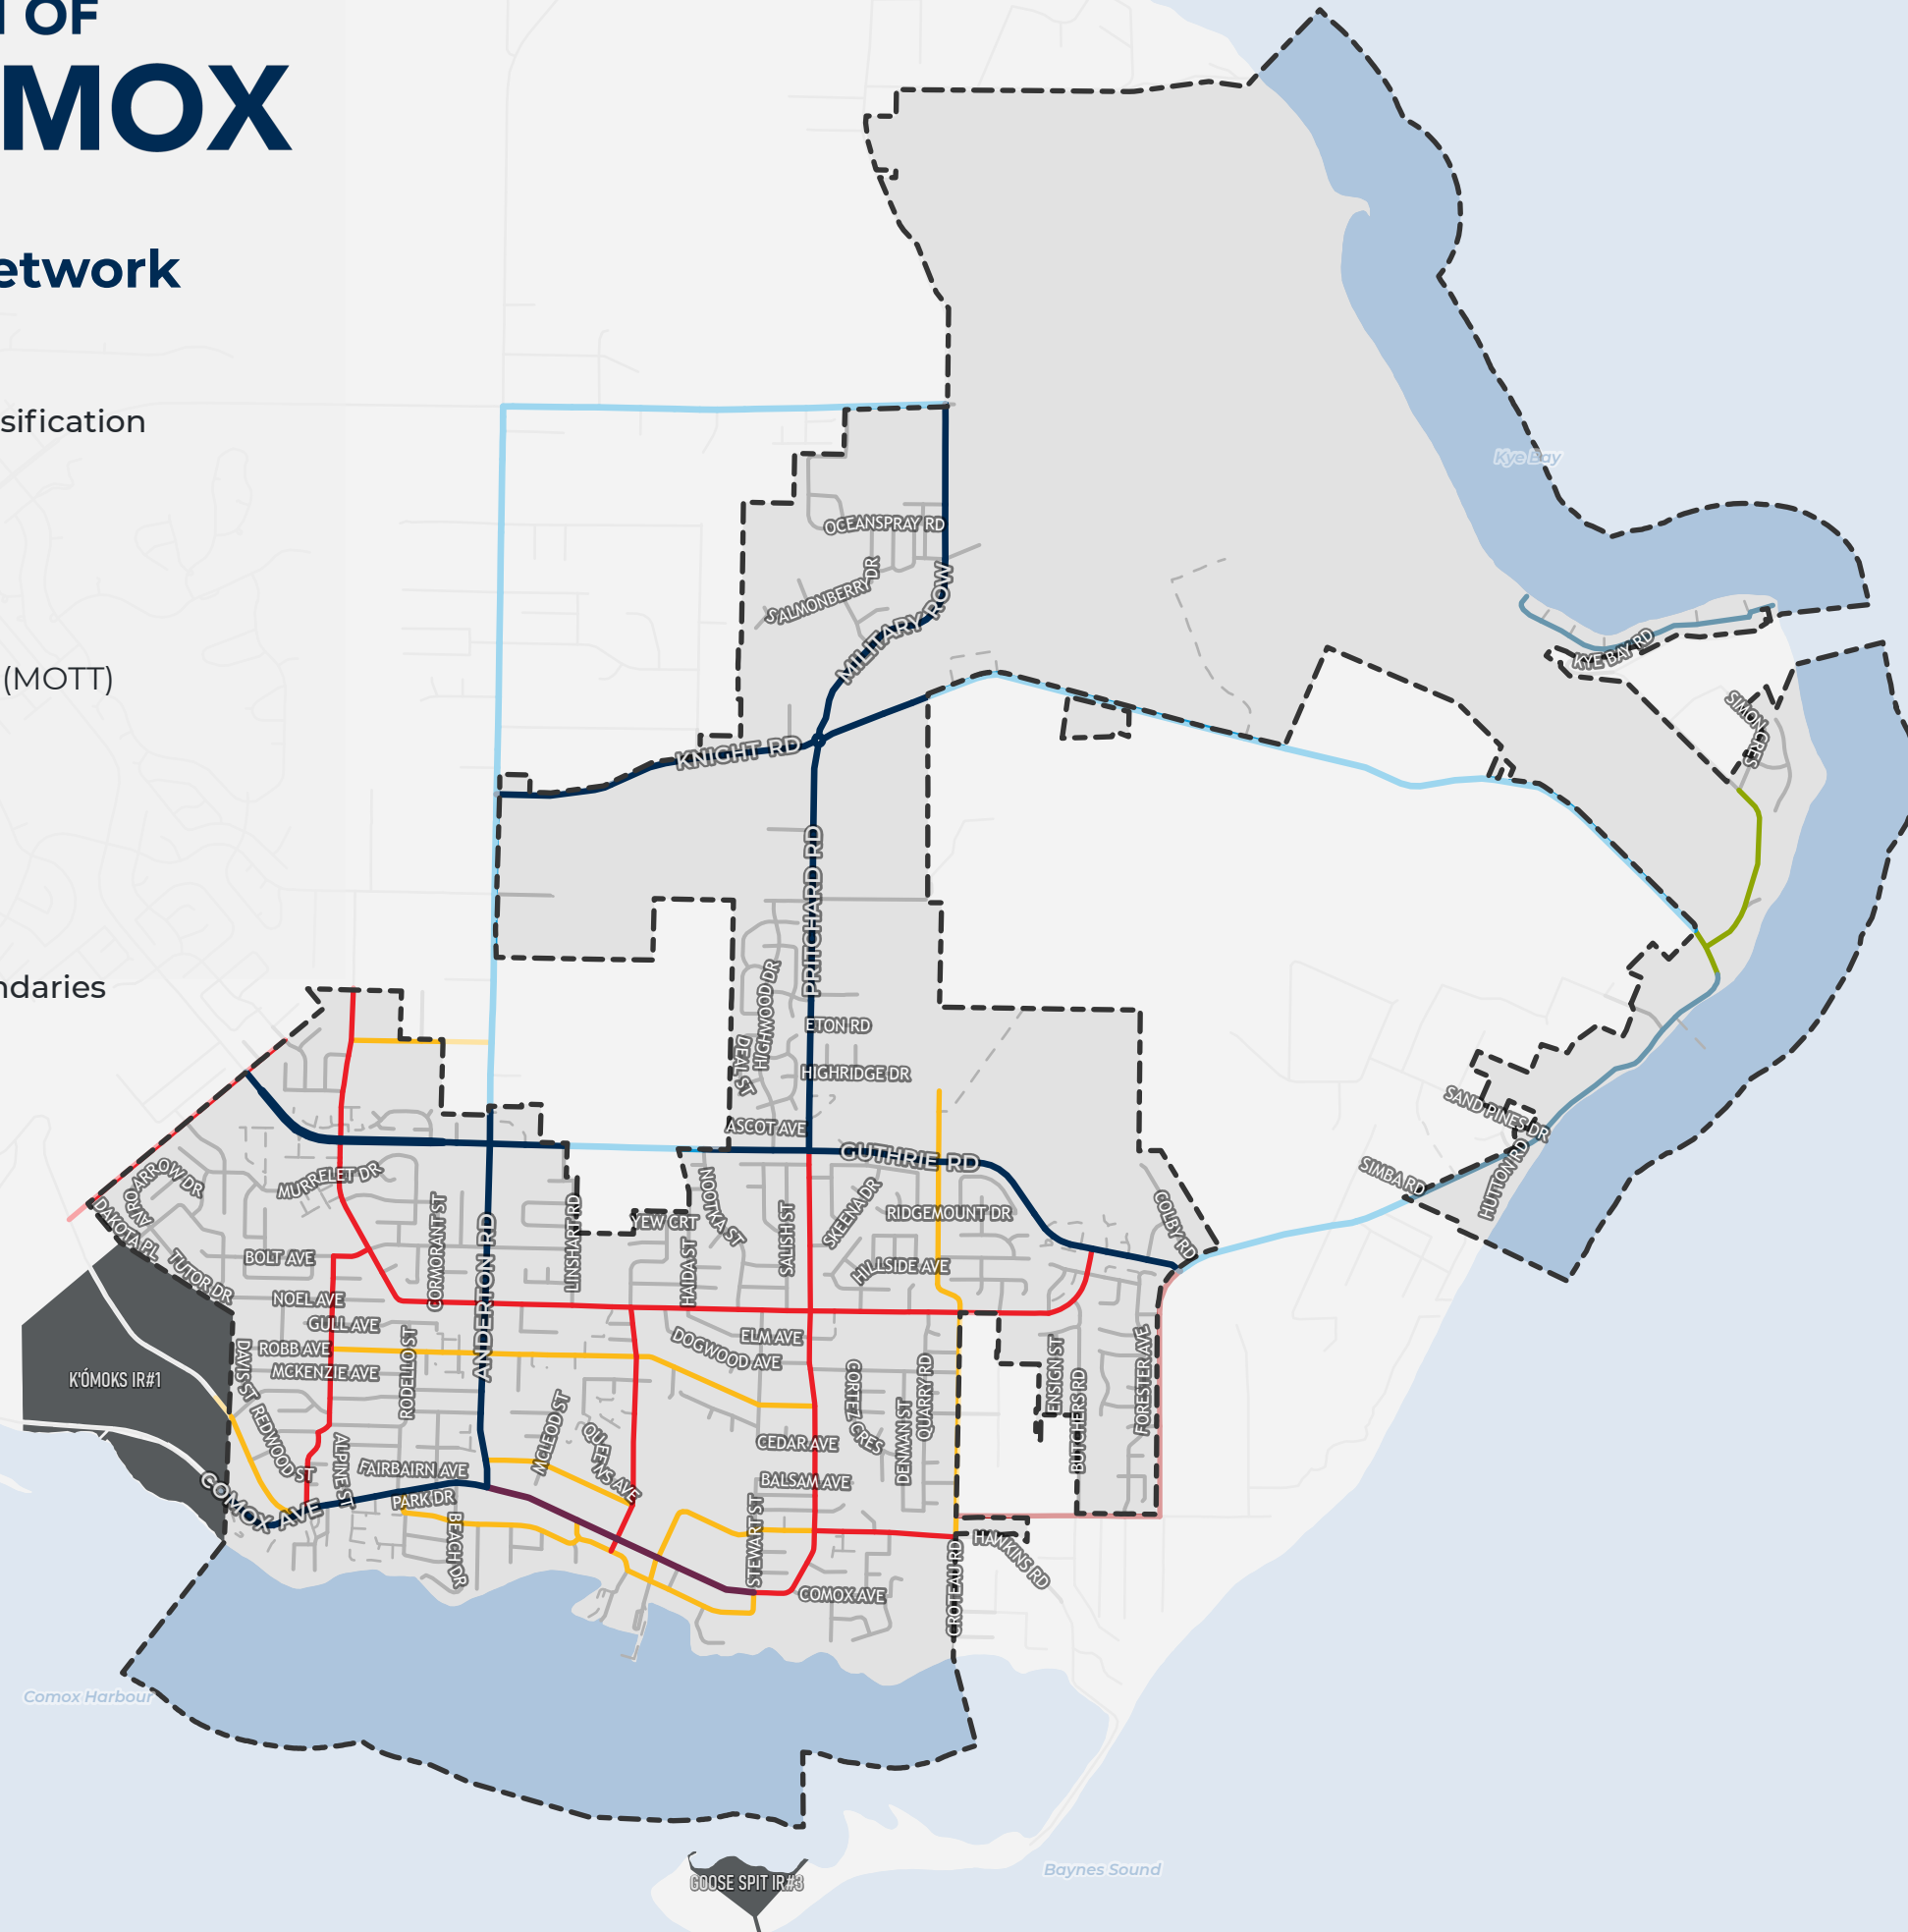 OF
MOX
etwork
sification
(MOTT)
ndaries
Kye Bay
OCEANSPRAY RD
SALMONBERRY DR
MILITARY ROW
KYE BAY RD
SIMON CRES
KNIGHT RD
PRITCHARD RD
HIGHWOOD DR
DEAL ST
ETON RD
HIGHRIDGE DR
ASCOT AVE
GUTHRIE RD
SAND PINES DR
SIMBA RD
HUTTON RD
COLBY RD
ARROW DR
AVRO
DAKOTA PL
MURRELET DR
TUTOR DR
BOLT AVE
CORMORANT ST
ANDERTON RD
LINSHART RD
YEW CRT
NOOTKA ST
HAIDA ST
SALISH ST
SKEENA DR
RIDGEMOUNT DR
HILLSIDE AVE
NOEL AVE
GULL AVE
ROBB AVE
MCKENZIE AVE
DAVIS ST
RODELLO ST
ELM AVE
DOGWOOD AVE
CORTEZ CRES
QUARRY RD
DENMAN ST
ENSIGN ST
BUTCHERS RD
FORESTER AVE
K'ÓMOKS IR#1
REDWOOD ST
ALPINE ST
FAIRBAIRN AVE
MCLEOD ST
QUEENS AVE
CEDAR AVE
BALSAM AVE
COMOX AVE
PARK DR
BEACH DR
STEWART ST
COMOX AVE
CROTEAU RD
HAWKINS RD
Comox Harbour
Baynes Sound
GOOSE SPIT IR#3